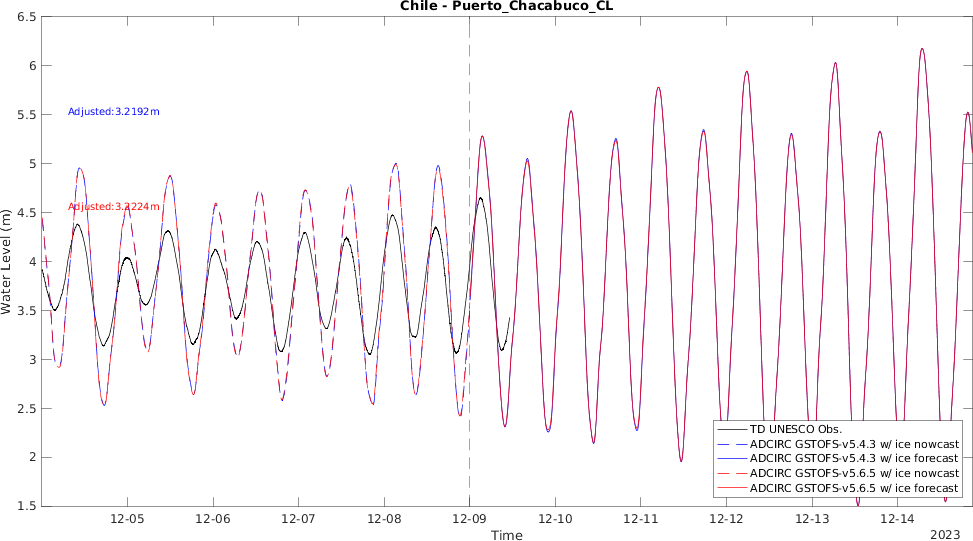 Chile - Puerto_Chacabuco_CL
6.5
6
5.5
5
4.5
4
3.5
3
2.5
2
1.5
Water Level (m)
Adjusted:3.2192m
Adjusted:3.2224m
TD UNESCO Obs.
ADCIRC GSTOFS-v5.4.3 w/ ice nowcast
ADCIRC GSTOFS-v5.4.3 w/ ice forecast
ADCIRC GSTOFS-v5.6.5 w/ ice nowcast
ADCIRC GSTOFS-v5.6.5 w/ ice forecast
12-05 12-06 12-07 12-08 12-09 12-10 12-11 12-12 12-13 12-14
Time
2023